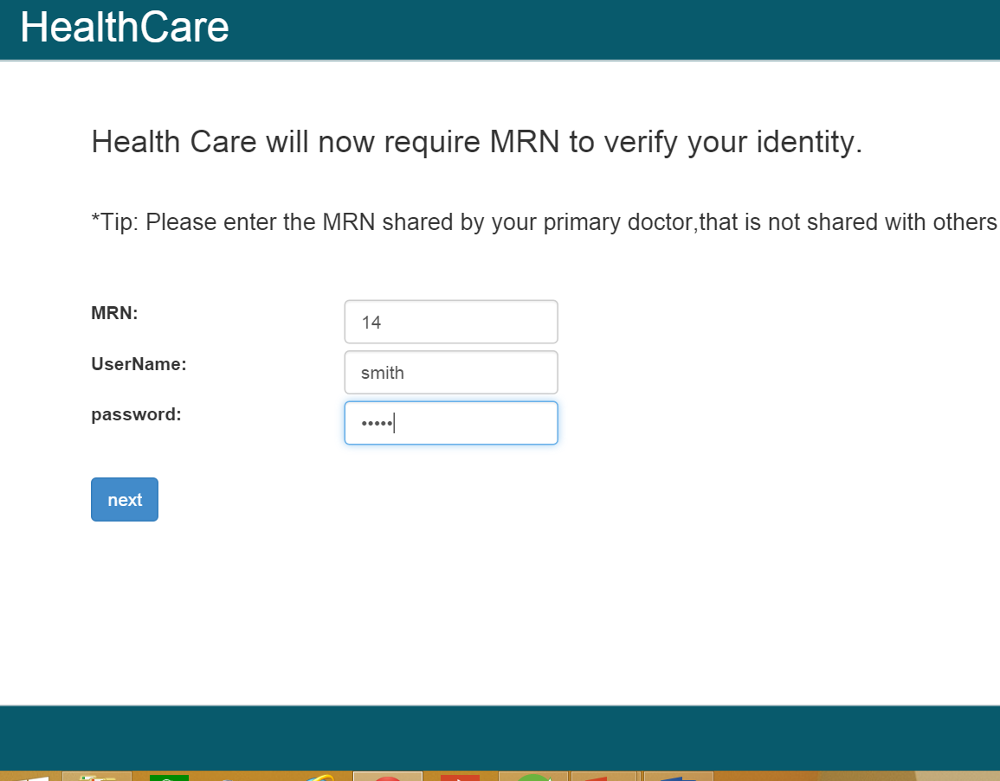 HealthCare
Health Care will now require MRN to verify your identity.
*Tip: Please enter the MRN shared by your primary doctor,that is not shared with others
MRN:
14
UserName:
smith
password:
•••••
next